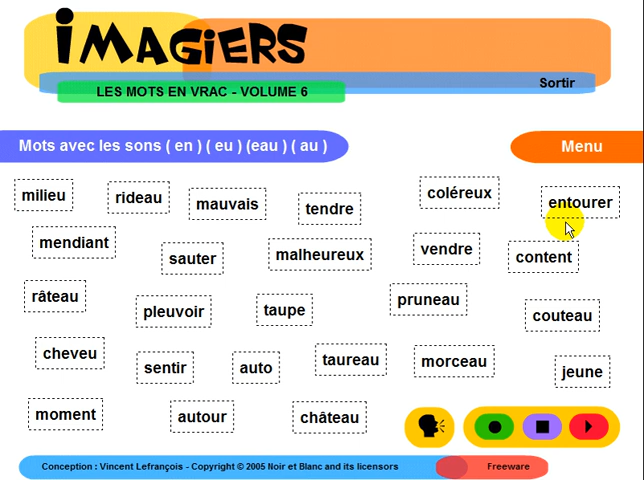 iMAGiERS
LES MOTS EN VRAC - VOLUME 6
Sortir
Mots avec les sons ( en ) ( eu ) (eau ) ( au )
Menu
milieu rideau mauvais tendre coléreux entourer
mendiant sauter malheureux vendre content
râteau pleuvoir taupe pruneau couteau
cheveu sentir auto taureau morceau jeune
moment autour château
Conception : Vincent Lefrançois - Copyright © 2005 Noir et Blanc and its licensors Freeware